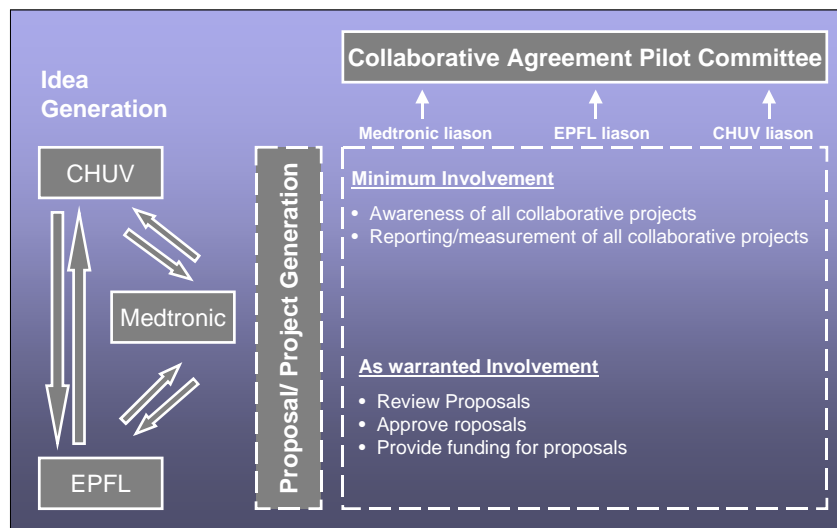 Collaborative Agreement Pilot Committee
Idea
Generation
Medtronic liason
EPFL liason
CHUV liason
CHUV
Medtronic
EPFL
Proposal/ Project Generation
Minimum Involvement
• Awareness of all collaborative projects
• Reporting/measurement of all collaborative projects
As warranted Involvement
• Review Proposals
• Approve roposals
• Provide funding for proposals